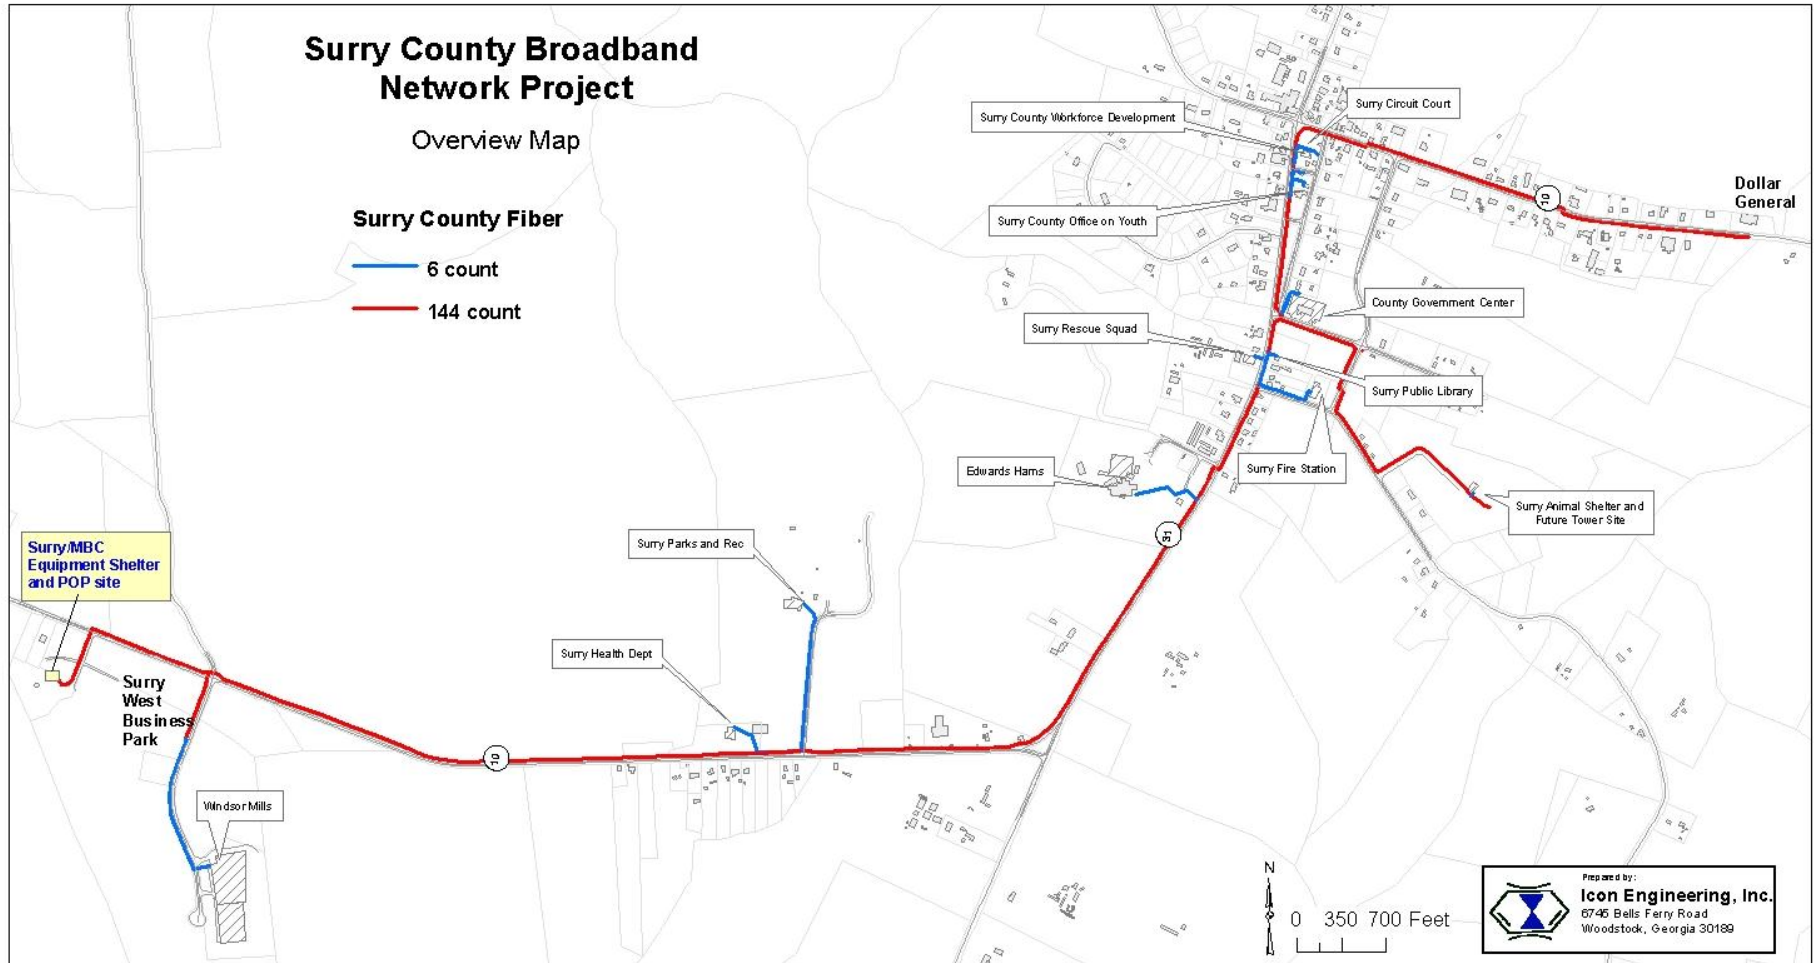 Surry County Broadband
Network Project
Overview Map
Surry County Fiber
6 count
144 count
Surry County Workforce Development
Surry Circuit Court
Surry County Office on Youth
10
Dollar
General
County Government Center
Surry Rescue Squad
Surry Public Library
Edwards Hams
Surry Fire Station
Surry Animal Shelter and
Future Tower Site
31
Surry/MBC
Equipment Shelter
and POP site
Surry Parks and Rec
Surry Health Dept
Surry
West
Business
Park
10
Windsor Mills
N
0 350 700 Feet
Prepared by:
Icon Engineering, Inc.
6745 Bells Ferry Road
Woodstock, Georgia 30189